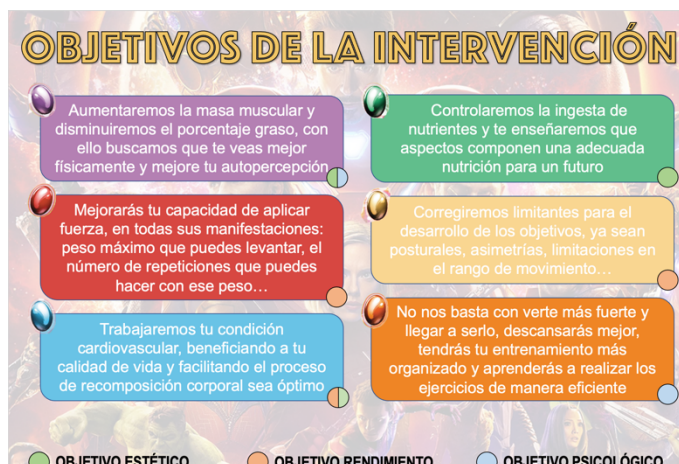 OBJETIVOS DE LA INTERVENCIÓN
Aumentaremos la masa muscular y
disminuiremos el porcentaje graso, con
ello buscamos que te veas mejor
físicamente y mejore tu autopercepción
Controlaremos la ingesta de
nutrientes y te enseñaremos que
aspectos componen una adecuada
nutrición para un futuro
Mejorarás tu capacidad de aplicar
fuerza, en todas sus manifestaciones:
peso máximo que puedes levantar, el
número de repeticiones que puedes
hacer con ese peso…
Corregiremos limitantes para el
desarrollo de los objetivos, ya sean
posturales, asimetrías, limitaciones en
el rango de movimiento…
Trabajaremos tu condición
cardiovascular, beneficiando a tu
calidad de vida y facilitando el proceso
de recomposición corporal sea óptimo
No nos basta con verte más fuerte y
llegar a serlo, descansarás mejor,
tendrás tu entrenamiento más
organizado y aprenderás a realizar los
ejercicios de manera eficiente
OBJETIVO ESTÉTICO
OBJETIVO RENDIMIENTO
OBJETIVO PSICOLÓGICO